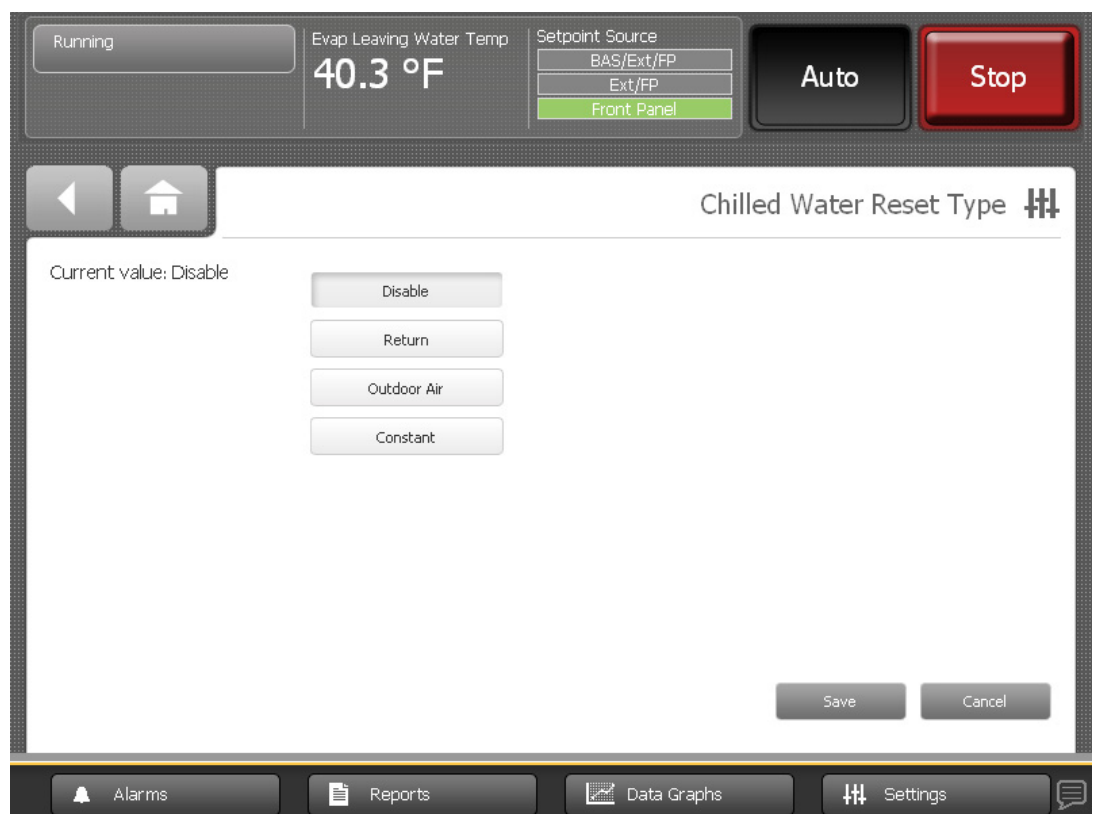 Running
Evap Leaving Water Temp
40.3 °F
Setpoint Source
BAS/Ext/FP
Ext/FP
Front Panel
Auto
Stop
Chilled Water Reset Type
Current value: Disable
Disable
Return
Outdoor Air
Constant
Save
Cancel
Alarms
Reports
Data Graphs
Settings